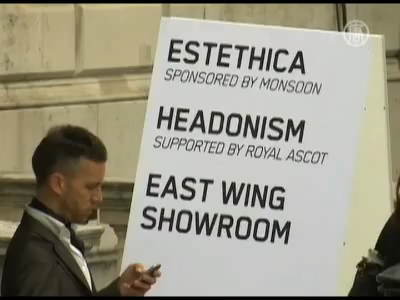 ESTETHICA
SPONSORED BY MONSOON
HEADONISM
SUPPORTED BY ROYAL ASCOT
EAST WING
SHOWROOM